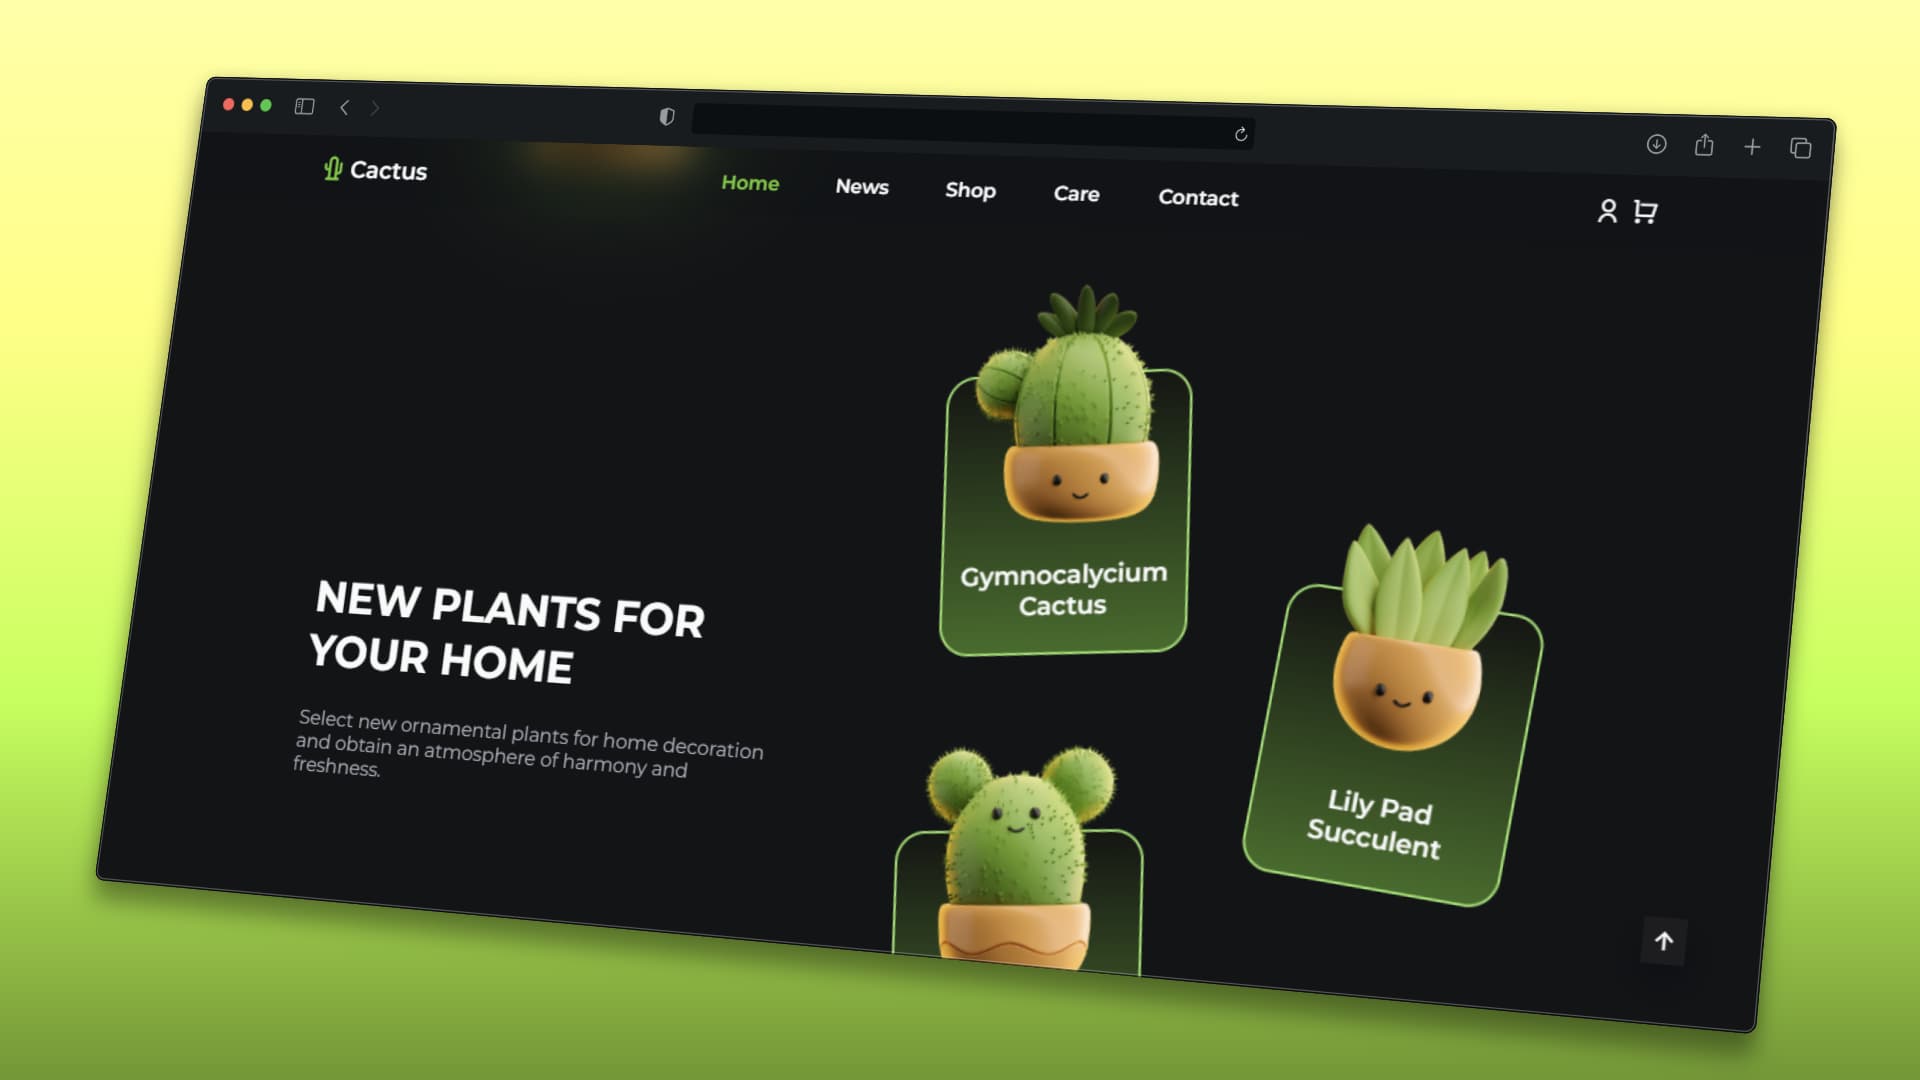 Cactus
Home
News
Shop
Care
Contact
NEW PLANTS FOR
YOUR HOME
Select new ornamental plants for home decoration
and obtain an atmosphere of harmony and
freshness.
Gymnocalycium
Cactus
Lily Pad
Succulent